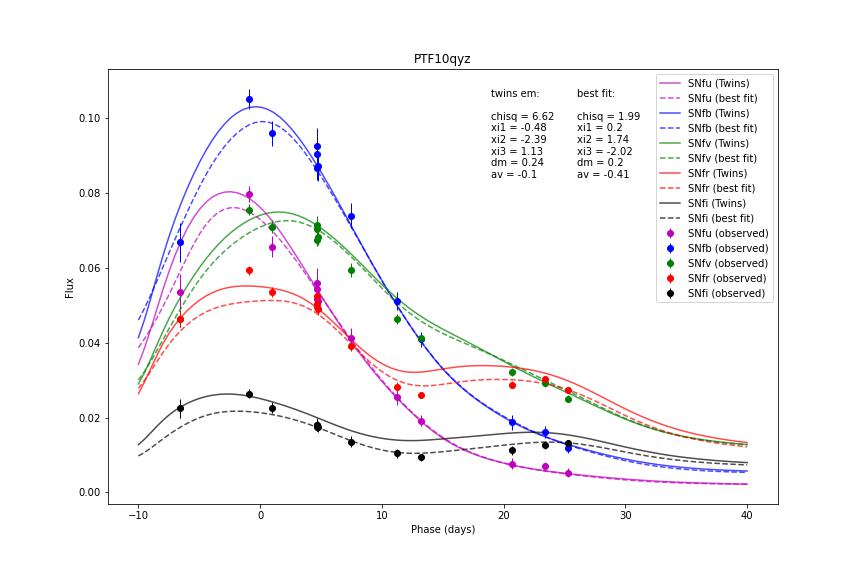 PTF10qyz
twins em: best fit:
chisq = 6.62 chisq = 1.99
xi1 = -0.48 xi1 = 0.2
xi2 = -2.39 xi2 = 1.74
xi3 = 1.13 xi3 = -2.02
dm = 0.24 dm = 0.2
av = -0.1 av = -0.41
SNfu (Twins)
SNfu (best fit)
SNfb (Twins)
SNfb (best fit)
SNfv (Twins)
SNfv (best fit)
SNfr (Twins)
SNfr (best fit)
SNfi (Twins)
SNfi (best fit)
SNfu (observed)
SNfb (observed)
SNfv (observed)
SNfr (observed)
SNfi (observed)
Flux
0.10
0.08
0.06
0.04
0.02
0.00
−10 0 10 20 30 40
Phase (days)